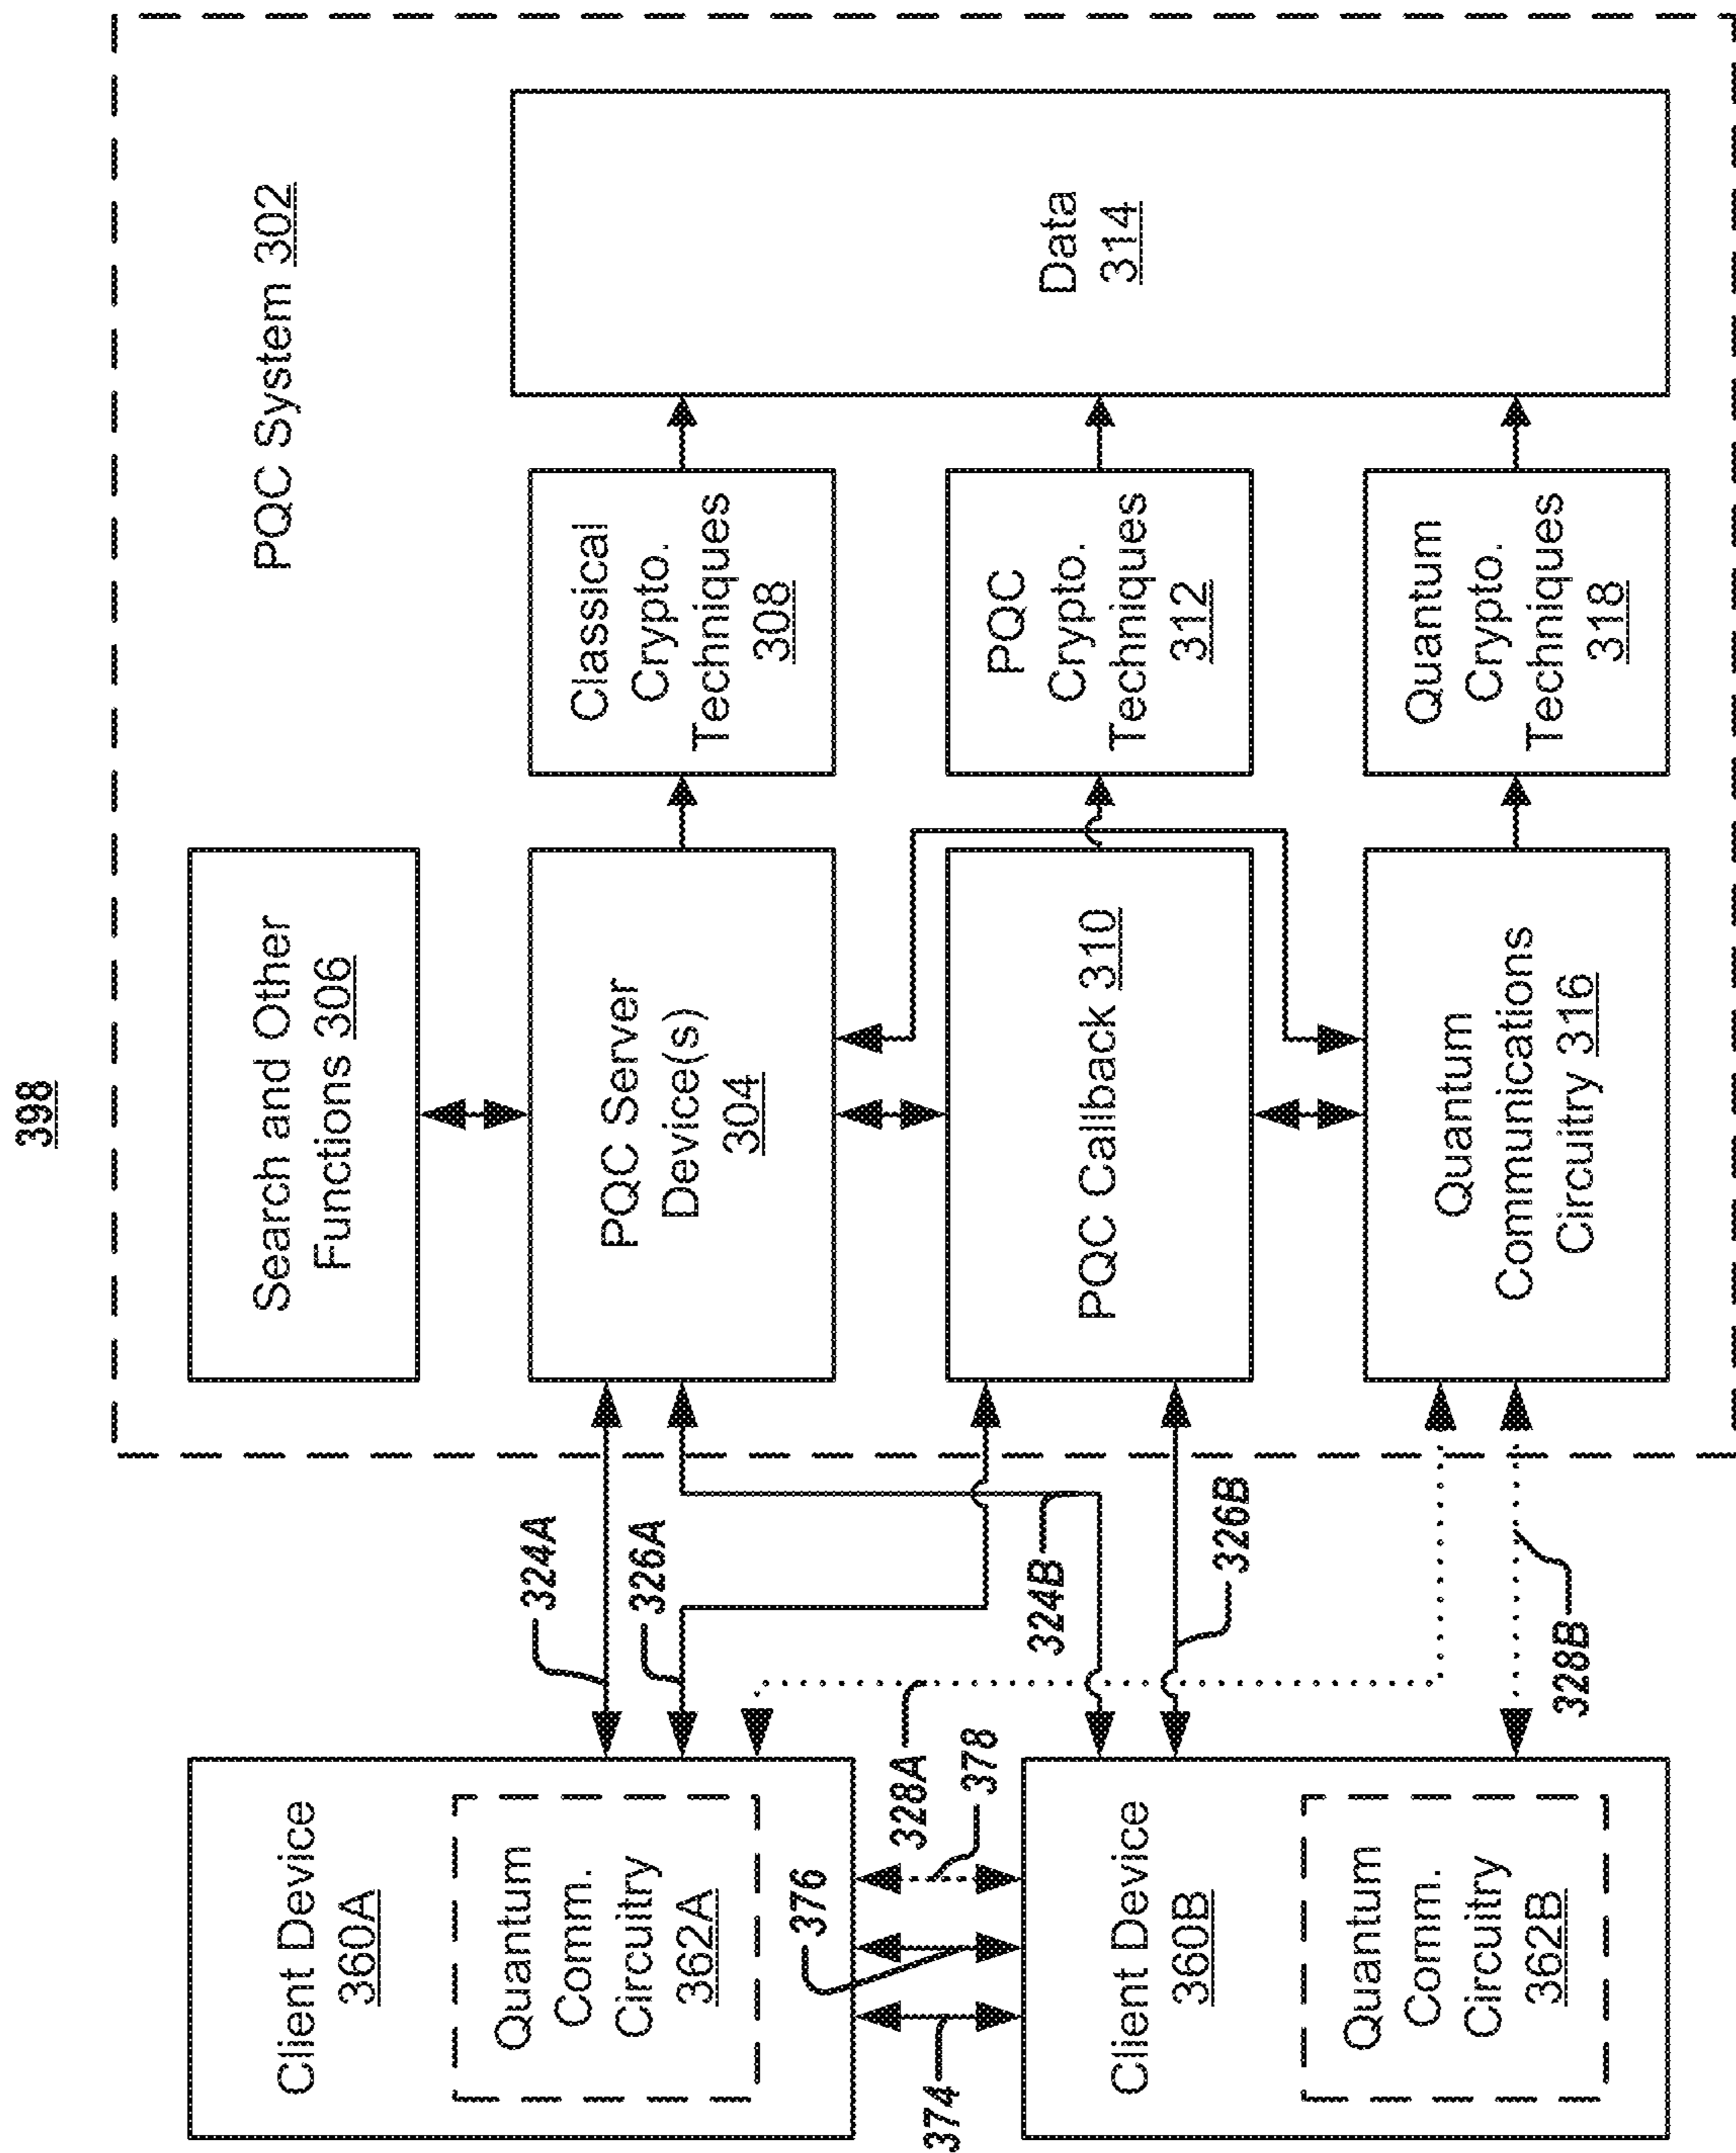 398
PQC System 302
Client Device
360A
Quantum
Comm.
Circuitry
362A
324A
326A
Search and Other
Functions 306
PQC Server
Device(s)
304
Classical
Crypto.
Techniques
308
Data
314
376
328A
378
374
324B
326B
PQC Callback 310
PQC
Crypto.
Techniques
312
Client Device
360B
Quantum
Comm.
Circuitry
362B
328B
Quantum
Communications
Circuitry 316
Quantum
Crypto.
Techniques
318